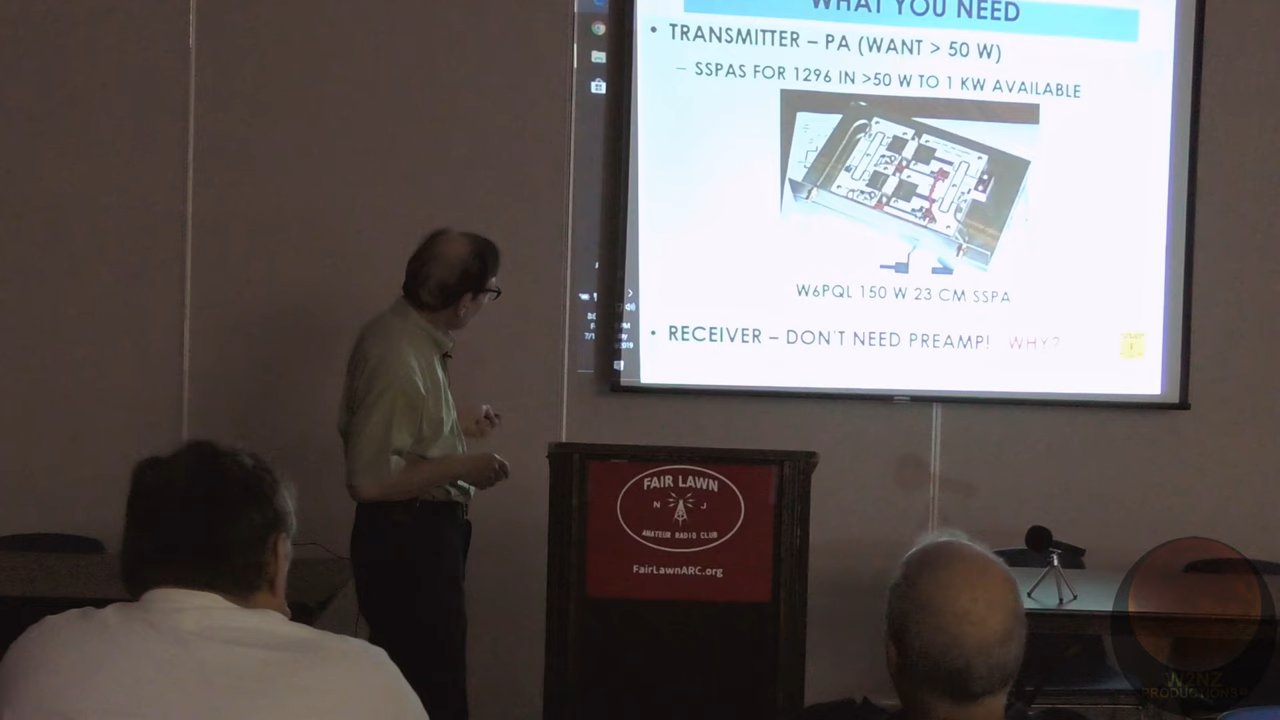 WHAT YOU NEED
• TRANSMITTER – PA (WANT > 50 W)
– SSPAS FOR 1296 IN >50 W TO 1 KW AVAILABLE
W6PQL 150 W 23 CM SSPA
• RECEIVER – DON'T NEED PREAMP! WHY?
FAIR LAWN
N J
AMATEUR RADIO CLUB
FairLawnARC.org
W2NZ
PRODUCTIONS